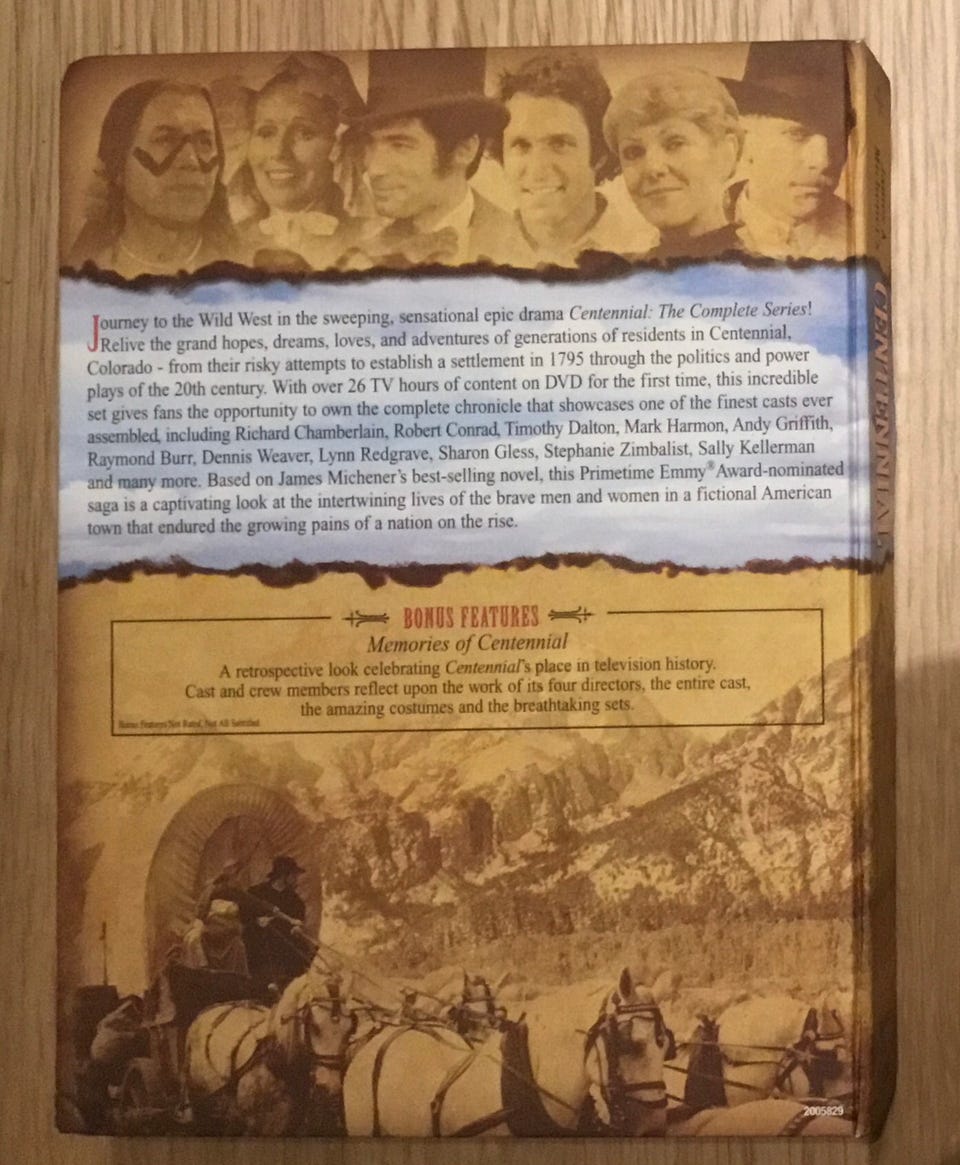 Journey to the Wild West in the sweeping, sensational epic drama Centennial: The Complete Series!
Relive the grand hopes, dreams, loves, and adventures of generations of residents in Centennial,
Colorado - from their risky attempts to establish a settlement in 1795 through the politics and power
plays of the 20th century. With over 26 TV hours of content on DVD for the first time, this incredible
set gives fans the opportunity to own the complete chronicle that showcases one of the finest casts ever
assembled, including Richard Chamberlain, Robert Conrad, Timothy Dalton, Mark Harmon, Andy Griffith,
Raymond Burr, Dennis Weaver, Lynn Redgrave, Sharon Gless, Stephanie Zimbalist, Sally Kellerman
and many more. Based on James Michener's best-selling novel, this Primetime Emmy® Award-nominated
saga is a captivating look at the intertwining lives of the brave men and women in a fictional American
town that endured the growing pains of a nation on the rise.
BONUS FEATURES
Memories of Centennial
A retrospective look celebrating Centennial's place in television history.
Cast and crew members reflect upon the work of its four directors, the entire cast,
the amazing costumes and the breathtaking sets.
Bonus Features Not Rated, Not All Subtitled
2005829
CENTENNIAL